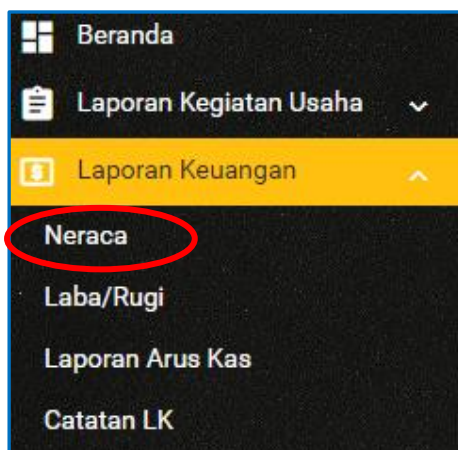 Beranda
Laporan Kegiatan Usaha
Laporan Keuangan
Neraca
Laba/Rugi
Laporan Arus Kas
Catatan LK